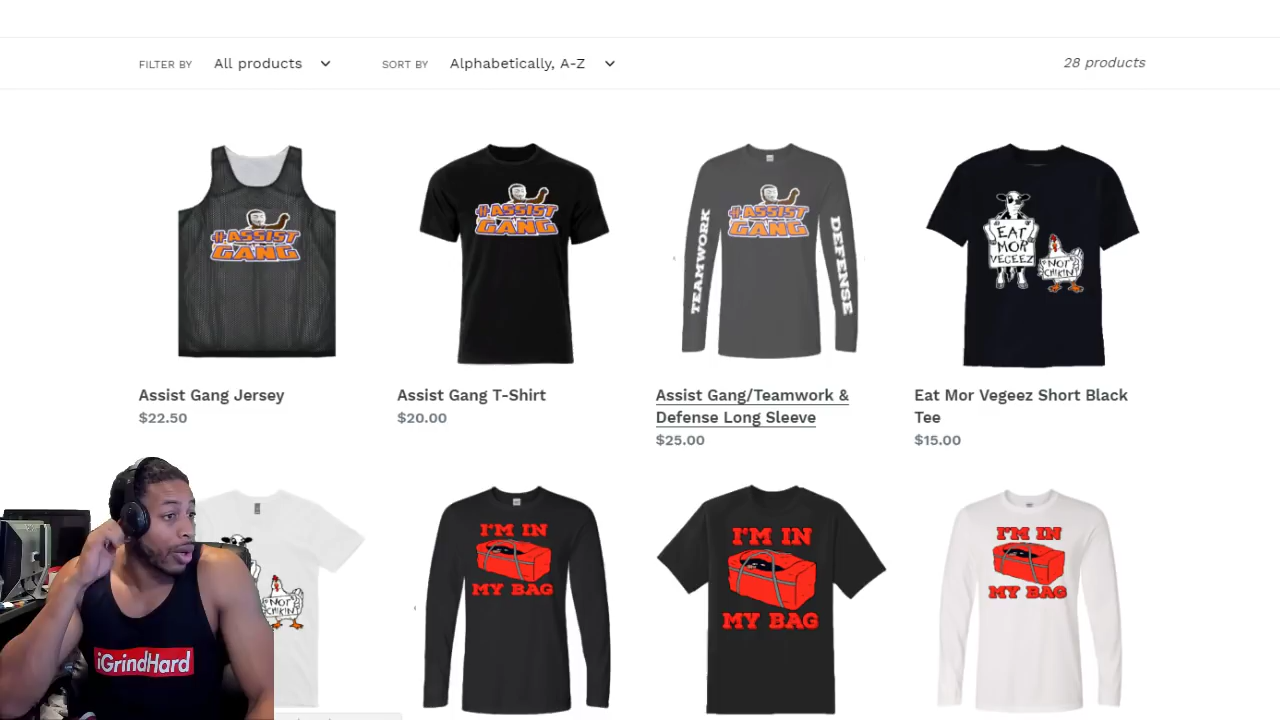 FILTER BY All products SORT BY Alphabetically, A-Z 28 products
#ASSIST
GANG
#ASSIST
GANG
TEAMWORK
#ASSIST
GANG
DEFENSE
EAT
MOR
VEGEEZ
NOT
CHIKIN!
Assist Gang Jersey
$22.50
Assist Gang T-Shirt
$20.00
Assist Gang/Teamwork &
Defense Long Sleeve
$25.00
Eat Mor Vegeez Short Black
Tee
$15.00
NOT
CHIKIN!
I'M IN
MY BAG
I'M IN
MY BAG
I'M IN
MY BAG
iGrindHard